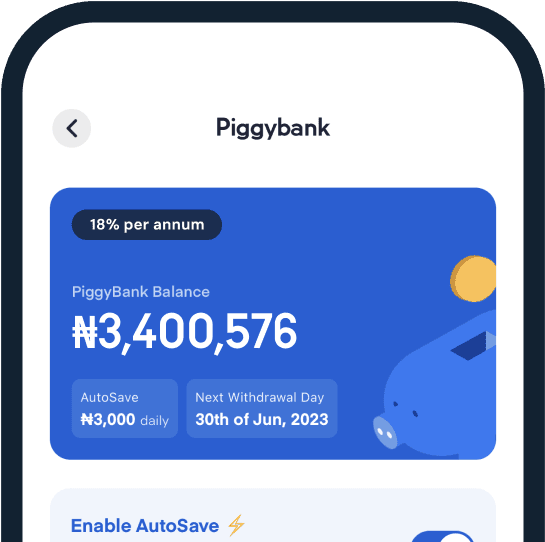 Piggybank
18% per annum
PiggyBank Balance
₦3,400,576
AutoSave
₦3,000 daily
Next Withdrawal Day
30th of Jun, 2023
Enable AutoSave ⚡